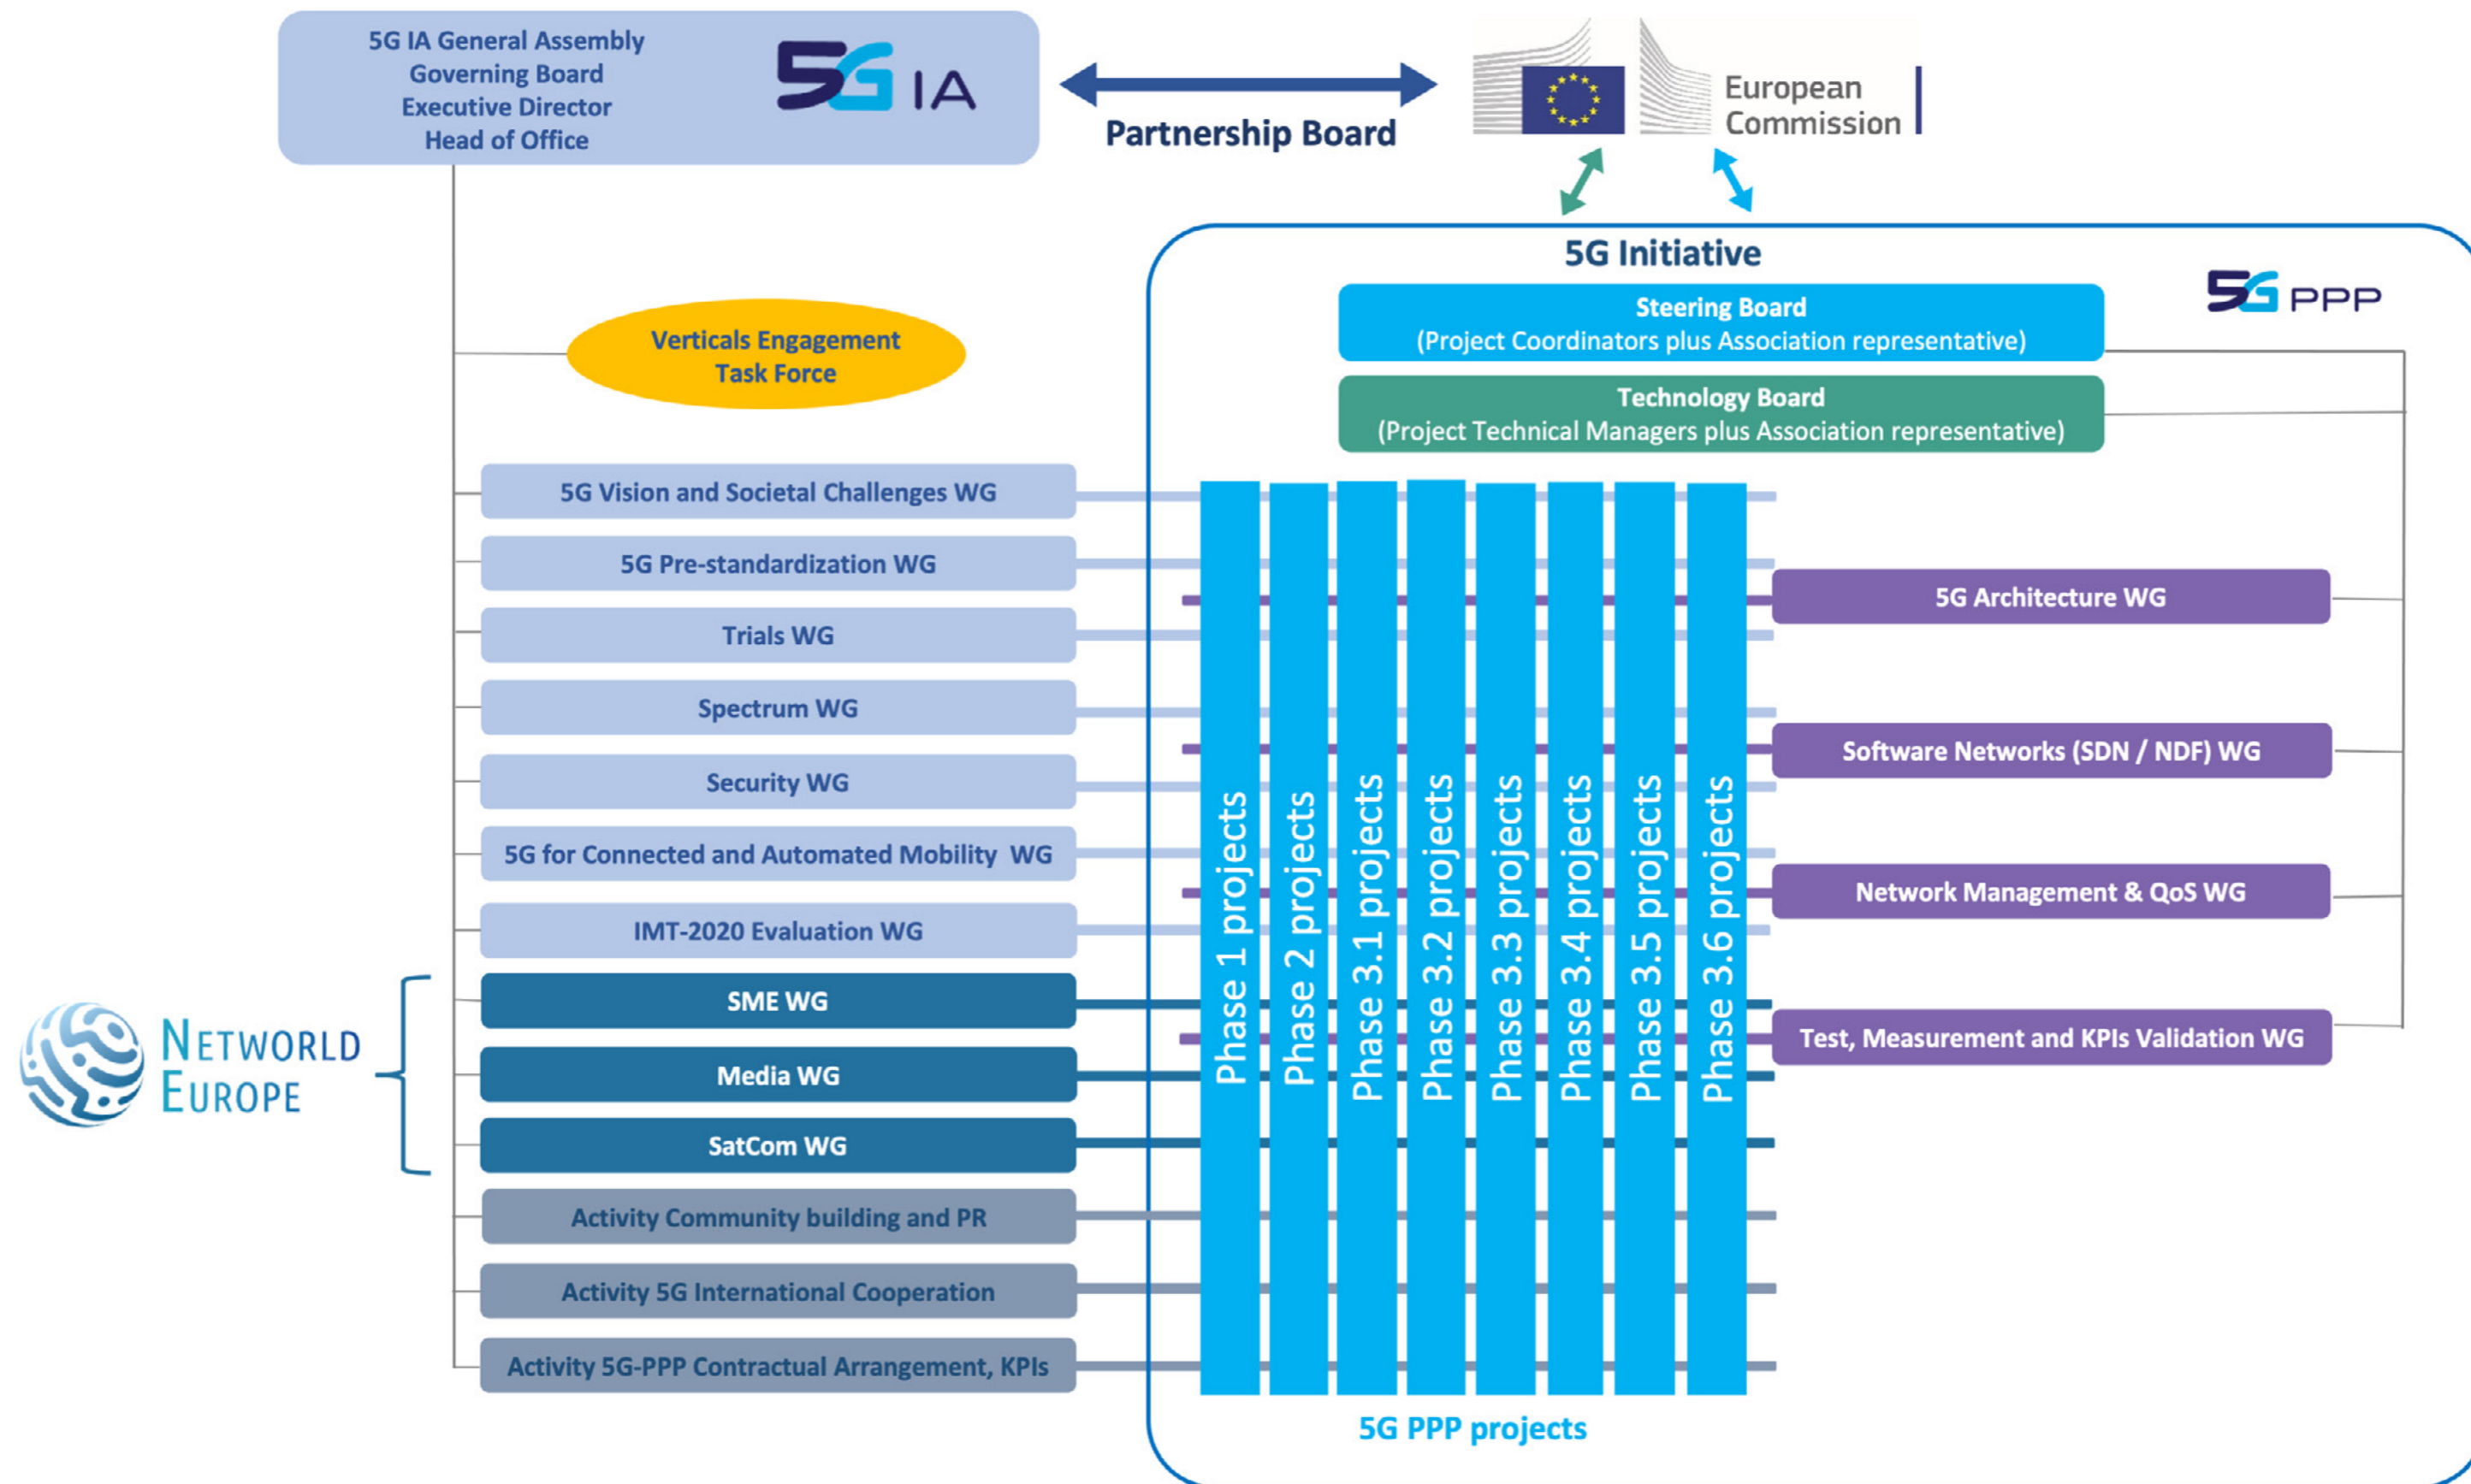 5G IA General Assembly
Governing Board
Executive Director
Head of Office
5G IA
Partnership Board
European
Commission
5G Initiative
5G PPP
Steering Board
(Project Coordinators plus Association representative)
Technology Board
(Project Technical Managers plus Association representative)
Verticals Engagement
Task Force
5G Vision and Societal Challenges WG
5G Pre-standardization WG
Trials WG
Spectrum WG
Security WG
5G for Connected and Automated Mobility WG
IMT-2020 Evaluation WG
SME WG
Media WG
SatCom WG
Activity Community building and PR
Activity 5G International Cooperation
Activity 5G-PPP Contractual Arrangement, KPIs
NETWORLD
EUROPE
Phase 1 projects
Phase 2 projects
Phase 3.1 projects
Phase 3.2 projects
Phase 3.3 projects
Phase 3.4 projects
Phase 3.5 projects
Phase 3.6 projects
5G Architecture WG
Software Networks (SDN / NDF) WG
Network Management & QoS WG
Test, Measurement and KPIs Validation WG
5G PPP projects